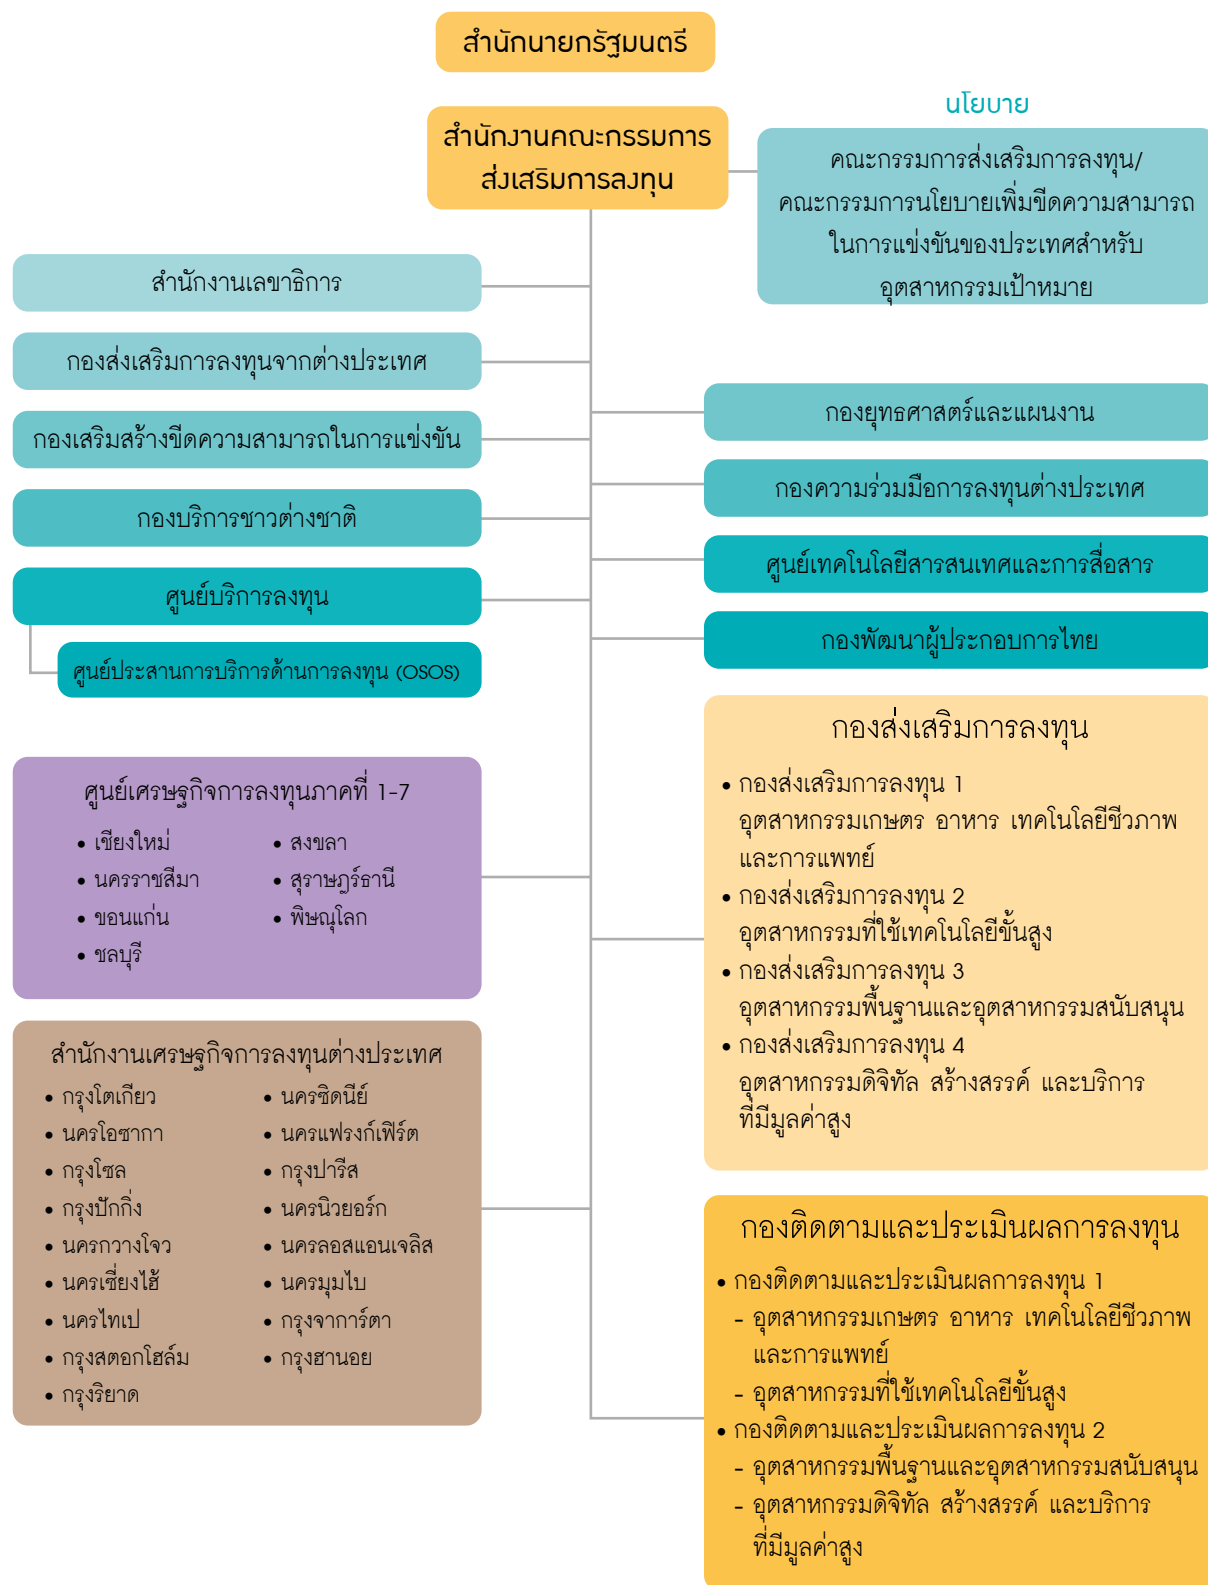 สำนักนายกรัฐมนตรี
สำนักงานคณะกรรมการ
ส่งเสริมการลงทุน
นโยบาย
คณะกรรมการส่งเสริมการลงทุน/
คณะกรรมการนโยบายเพิ่มขีดความสามารถ
ในการแข่งขันของประเทศสำหรับ
อุตสาหกรรมเป้าหมาย
สำนักงานเลขาธิการ
กองส่งเสริมการลงทุนจากต่างประเทศ
กองเสริมสร้างขีดความสามารถในการแข่งขัน
กองบริการชาวต่างชาติ
ศูนย์บริการลงทุน
ศูนย์ประสานการบริการด้านการลงทุน (OSOS)
กองยุทธศาสตร์และแผนงาน
กองความร่วมมือการลงทุนต่างประเทศ
ศูนย์เทคโนโลยีสารสนเทศและการสื่อสาร
กองพัฒนาผู้ประกอบการไทย
ศูนย์เศรษฐกิจการลงทุนภาคที่ 1-7
• เชียงใหม่
• นครราชสีมา
• ขอนแก่น
• ชลบุรี
• สงขลา
• สุราษฎร์ธานี
• พิษณุโลก
สำนักงานเศรษฐกิจการลงทุนต่างประเทศ
• กรุงโตเกียว
• นครโอซากา
• กรุงโซล
• กรุงปักกิ่ง
• นครกวางโจว
• นครเซี่ยงไฮ้
• นครไทเป
• กรุงสตอกโฮล์ม
• กรุงริยาด
• นครซิดนีย์
• นครแฟรงก์เฟิร์ต
• กรุงปารีส
• นครนิวยอร์ก
• นครลอสแอนเจลิส
• นครมุมไบ
• กรุงจาการ์ตา
• กรุงฮานอย
กองส่งเสริมการลงทุน
• กองส่งเสริมการลงทุน 1
อุตสาหกรรมเกษตร อาหาร เทคโนโลยีชีวภาพ
และการแพทย์
• กองส่งเสริมการลงทุน 2
อุตสาหกรรมที่ใช้เทคโนโลยีขั้นสูง
• กองส่งเสริมการลงทุน 3
อุตสาหกรรมพื้นฐานและอุตสาหกรรมสนับสนุน
• กองส่งเสริมการลงทุน 4
อุตสาหกรรมดิจิทัล สร้างสรรค์ และบริการ
ที่มีมูลค่าสูง
กองติดตามและประเมินผลการลงทุน
• กองติดตามและประเมินผลการลงทุน 1
- อุตสาหกรรมเกษตร อาหาร เทคโนโลยีชีวภาพ
และการแพทย์
- อุตสาหกรรมที่ใช้เทคโนโลยีขั้นสูง
• กองติดตามและประเมินผลการลงทุน 2
- อุตสาหกรรมพื้นฐานและอุตสาหกรรมสนับสนุน
- อุตสาหกรรมดิจิทัล สร้างสรรค์ และบริการ
ที่มีมูลค่าสูง